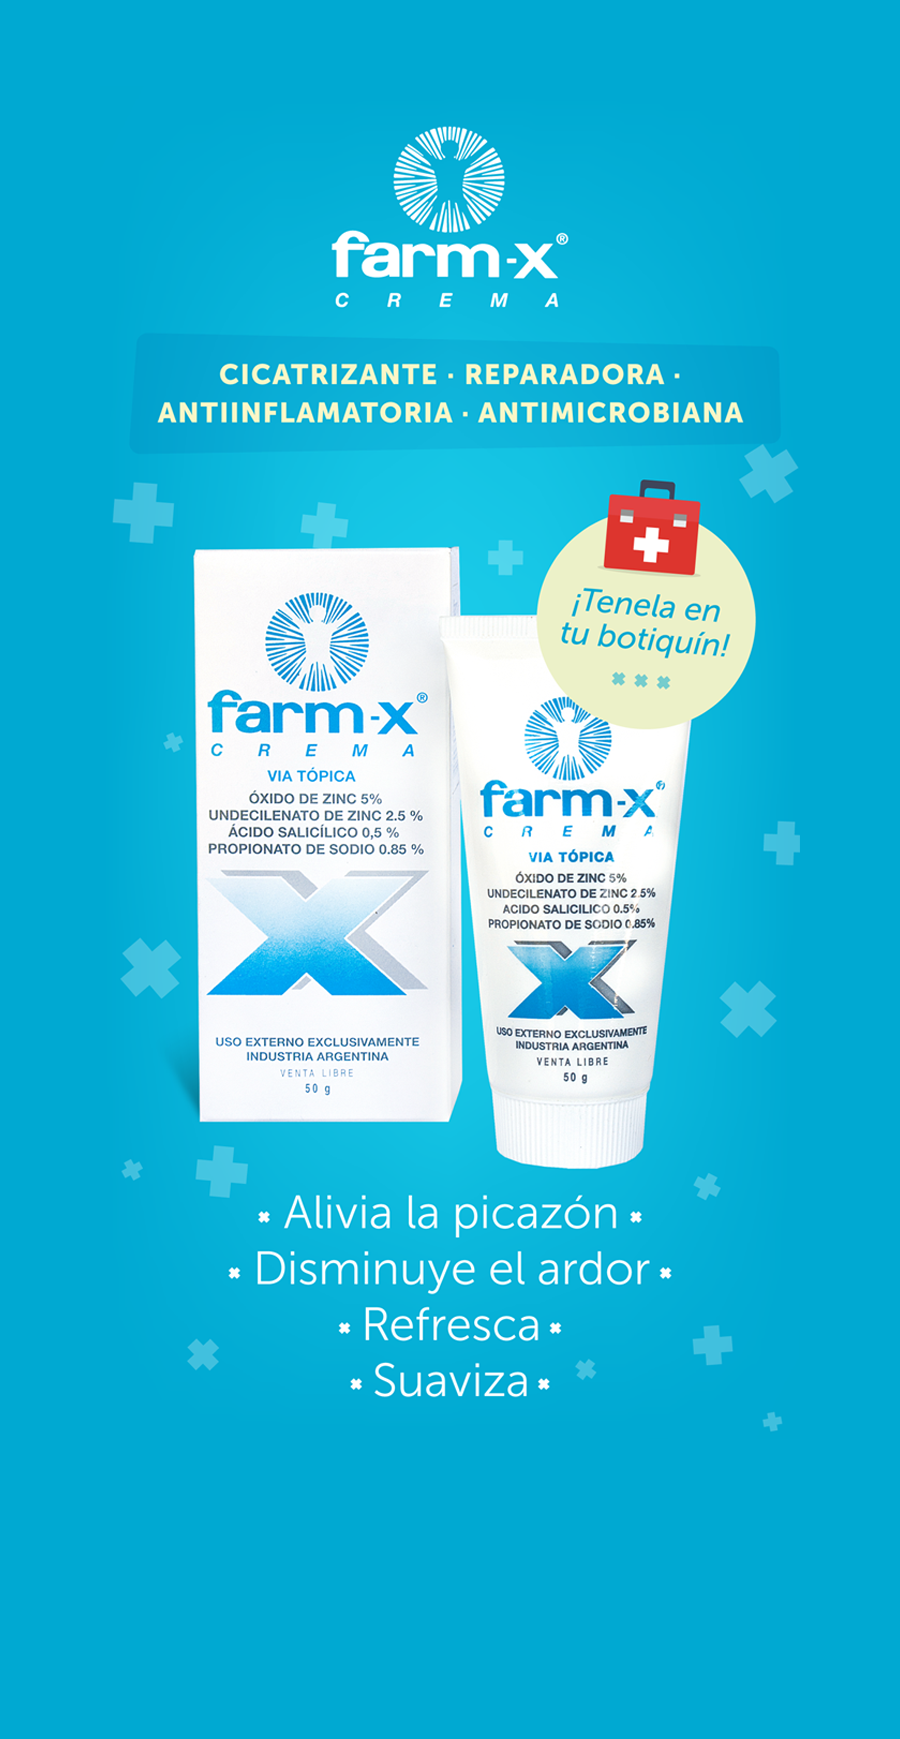 farm-x®
CREMA
CICATRIZANTE · REPARADORA ·
ANTIINFLAMATORIA · ANTIMICROBIANA
¡Tenela en
tu botiquín!
farm-x®
CREMA
VIA TÓPICA
ÓXIDO DE ZINC 5%
UNDECILENATO DE ZINC 2.5 %
ÁCIDO SALICÍLICO 0,5 %
PROPIONATO DE SODIO 0.85 %
X
USO EXTERNO EXCLUSIVAMENTE
INDUSTRIA ARGENTINA
VENTA LIBRE
50 g
farm-x®
CREMA
VIA TÓPICA
ÓXIDO DE ZINC 5%
UNDECILENATO DE ZINC 2.5%
ACIDO SALICILICO 0.5%
PROPIONATO DE SODIO 0.85%
X
USO EXTERNO EXCLUSIVAMENTE
INDUSTRIA ARGENTINA
VENTA LIBRE
50 g
Alivia la picazón
Disminuye el ardor
Refresca
Suaviza